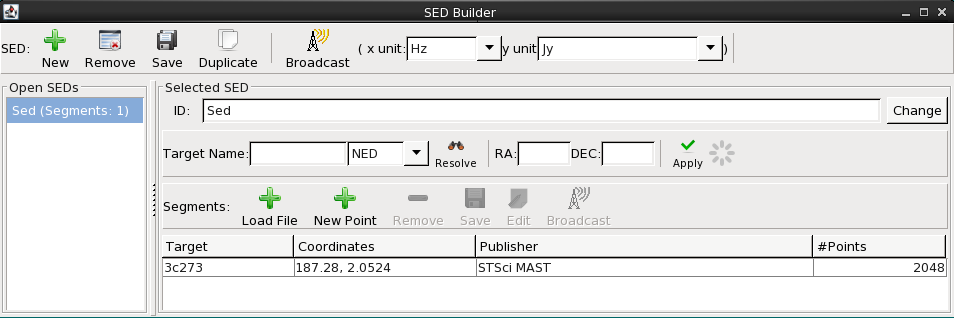 SED Builder
SED: New Remove Save Duplicate Broadcast ( x unit: Hz y unit Jy )
Open SEDs
Sed (Segments: 1)
Selected SED
ID: Sed Change
Target Name: NED Resolve RA: DEC: Apply
Segments: Load File New Point Remove Save Edit Broadcast
Target Coordinates Publisher #Points
3c273 187.28, 2.0524 STSci MAST 2048